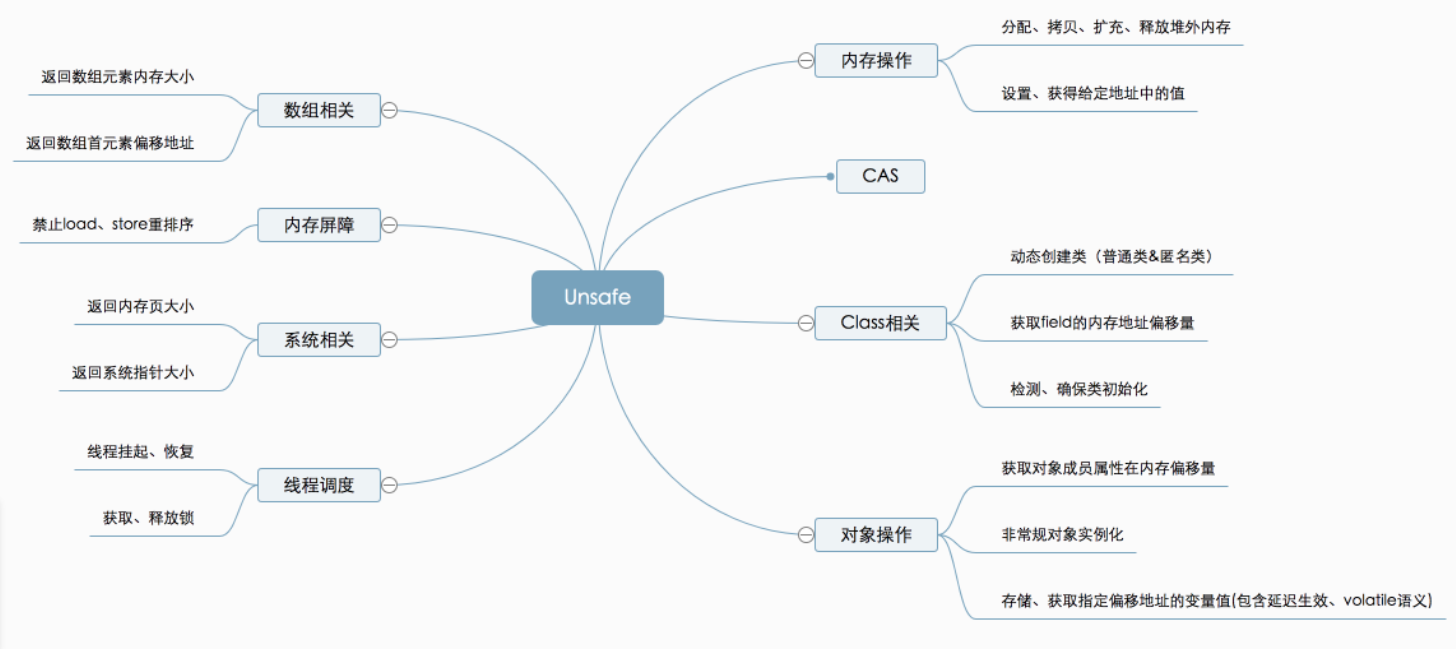 Unsafe
内存操作
分配、拷贝、扩充、释放堆外内存
设置、获得给定地址中的值
CAS
Class相关
动态创建类（普通类&匿名类）
获取field的内存地址偏移量
检测、确保类初始化
对象操作
获取对象成员属性在内存偏移量
非常规对象实例化
存储、获取指定偏移地址的变量值(包含延迟生效、volatile语义)
数组相关
返回数组元素内存大小
返回数组首元素偏移地址
内存屏障
禁止load、store重排序
系统相关
返回内存页大小
返回系统指针大小
线程调度
线程挂起、恢复
获取、释放锁